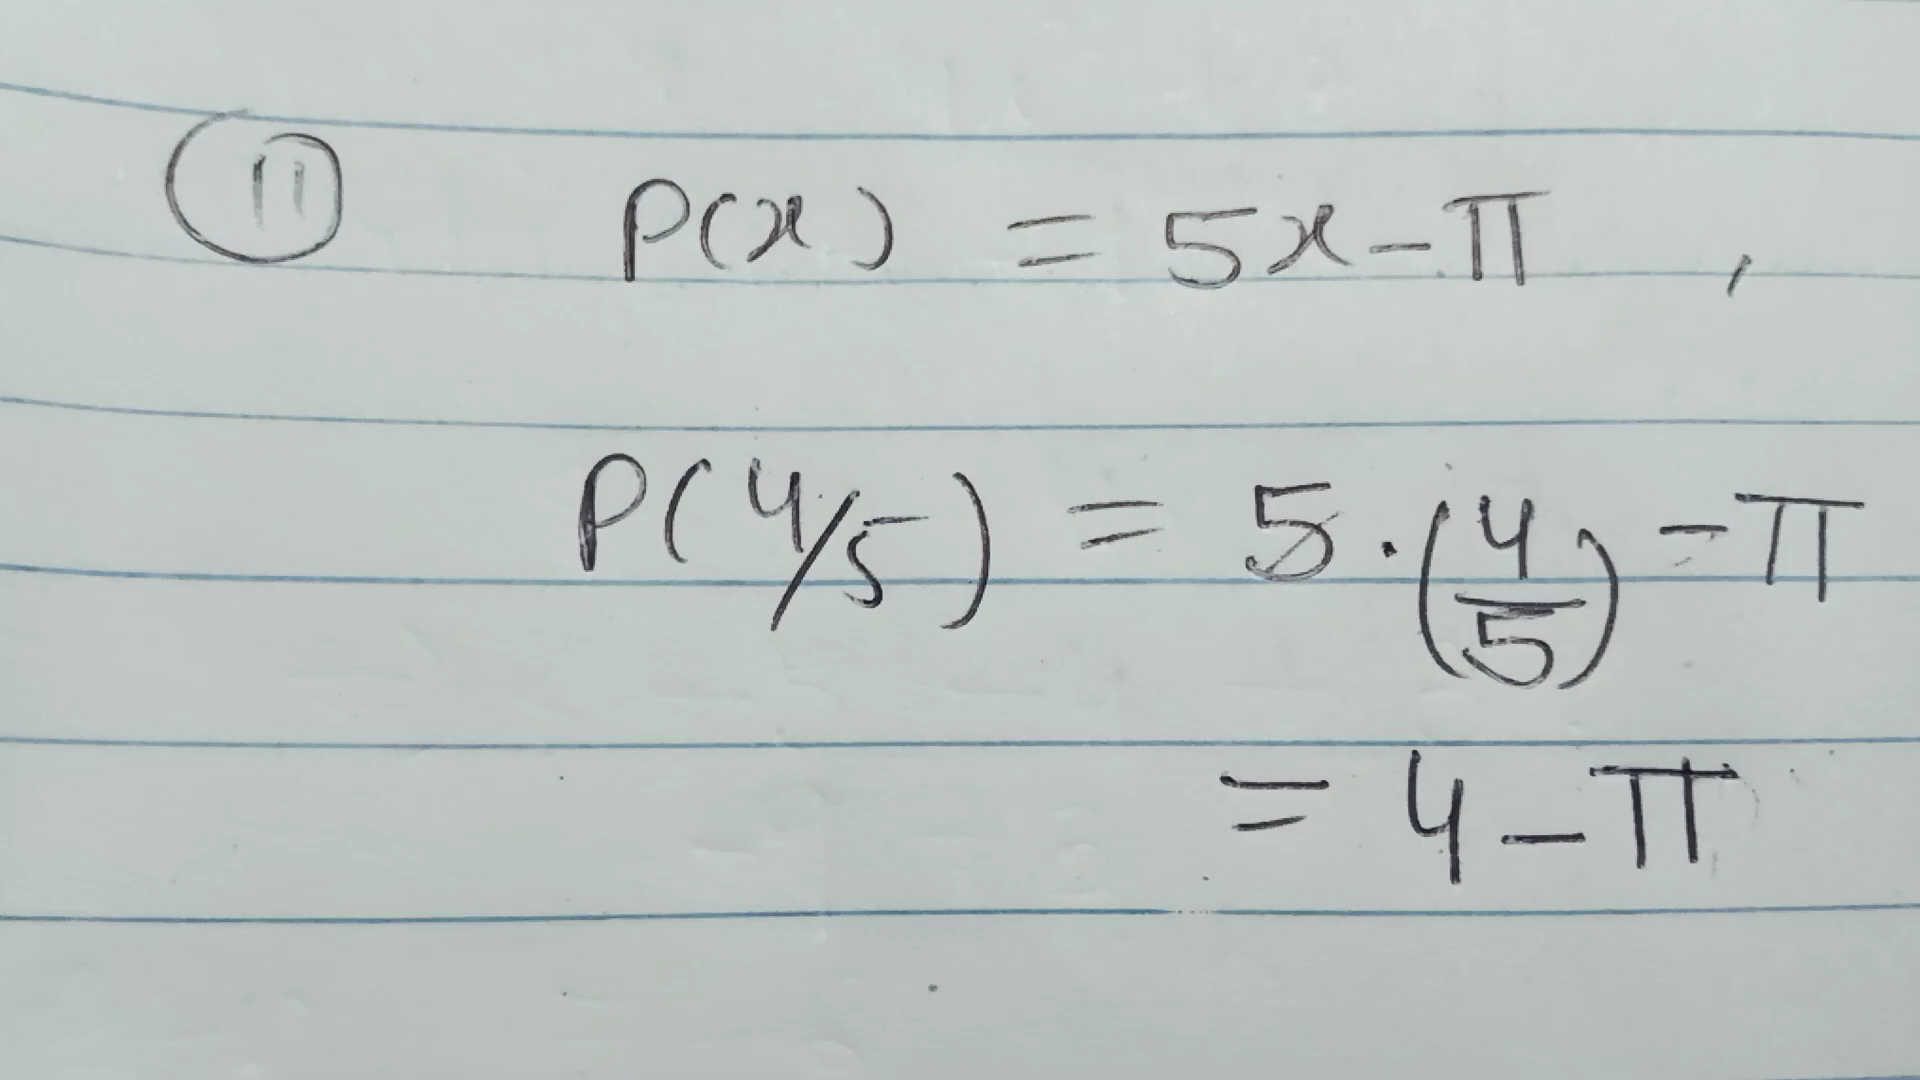 (11) P(x) = 5x - π ,
P(4/5) = 5 · (4/5) - π
= 4 - π